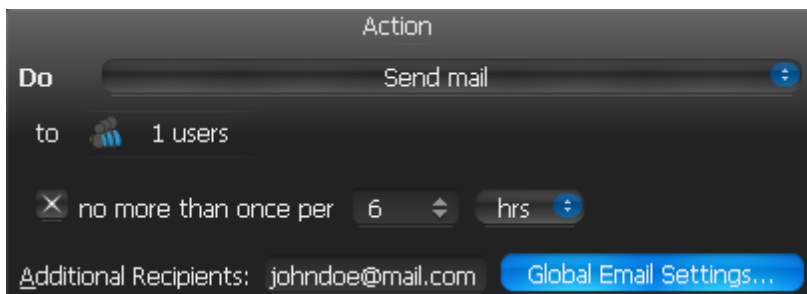 Action
Do Send mail
to 1 users
no more than once per 6 hrs
Additional Recipients: johndoe@mail.com Global Email Settings...